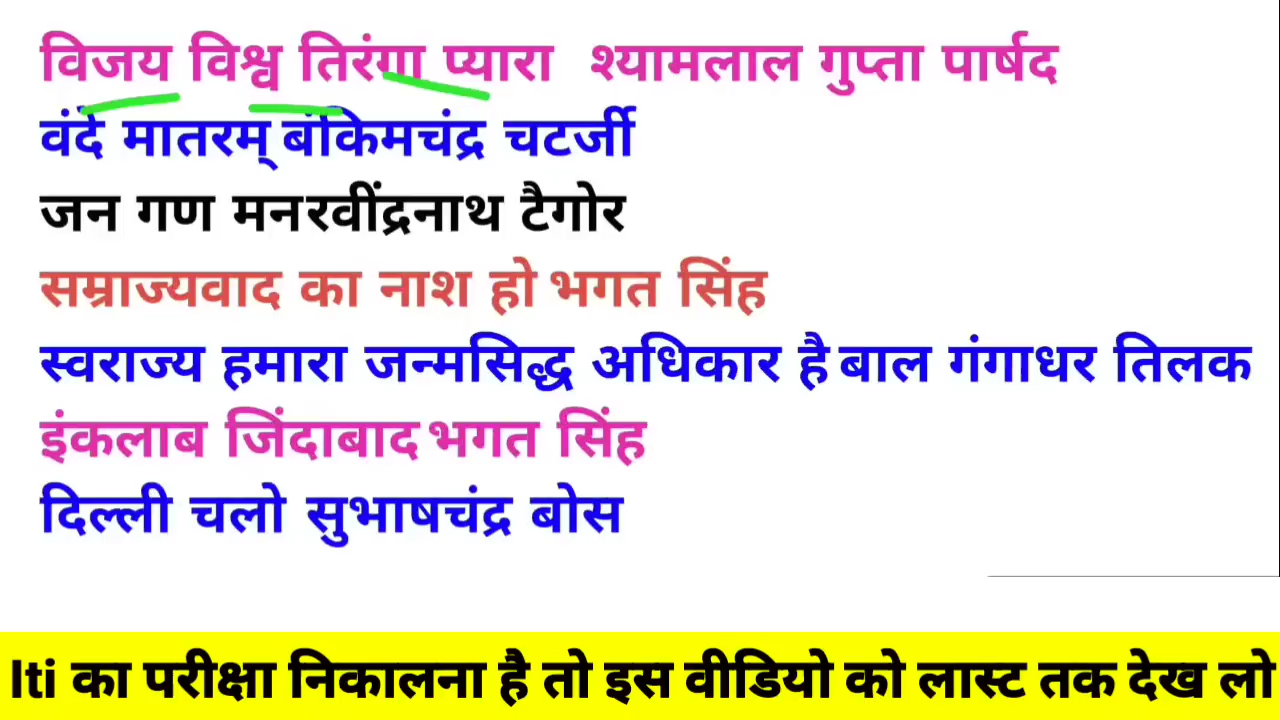 विजय विश्व तिरंगा प्यारा श्यामलाल गुप्ता पार्षद
वंदे मातरम् बंकिमचंद्र चटर्जी
जन गण मनरवींद्रनाथ टैगोर
सम्राज्यवाद का नाश हो भगत सिंह
स्वराज्य हमारा जन्मसिद्ध अधिकार है बाल गंगाधर तिलक
इंकलाब जिंदाबाद भगत सिंह
दिल्ली चलो सुभाषचंद्र बोस
Iti का परीक्षा निकालना है तो इस वीडियो को लास्ट तक देख लो